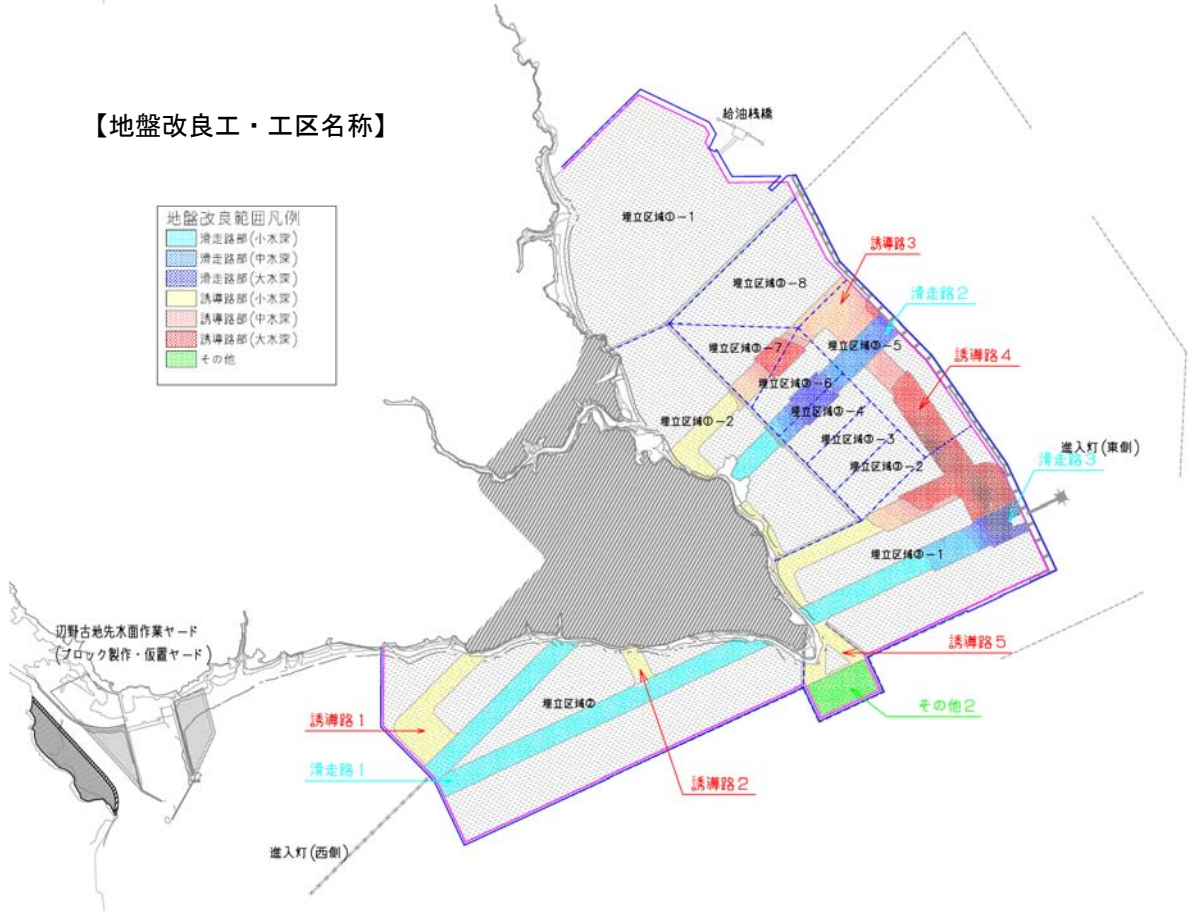 【地盤改良工・工区名称】
給油桟橋
地盤改良範囲凡例
滑走路部(小水深)
滑走路部(中水深)
滑走路部(大水深)
誘導路部(小水深)
誘導路部(中水深)
誘導路部(大水深)
その他
埋立区域①-1
誘導路3
埋立区域③-8
滑走路2
埋立区域③-7
埋立区域③-5
誘導路4
埋立区域③-6
埋立区域③-4
埋立区域①-2
埋立区域③-3
進入灯(東側)
埋立区域③-2
滑走路3
埋立区域③-1
辺野古地先水面作業ヤード
(ブロック製作・仮置ヤード)
誘導路5
埋立区域②
その他2
誘導路1
滑走路1
誘導路2
進入灯(西側)